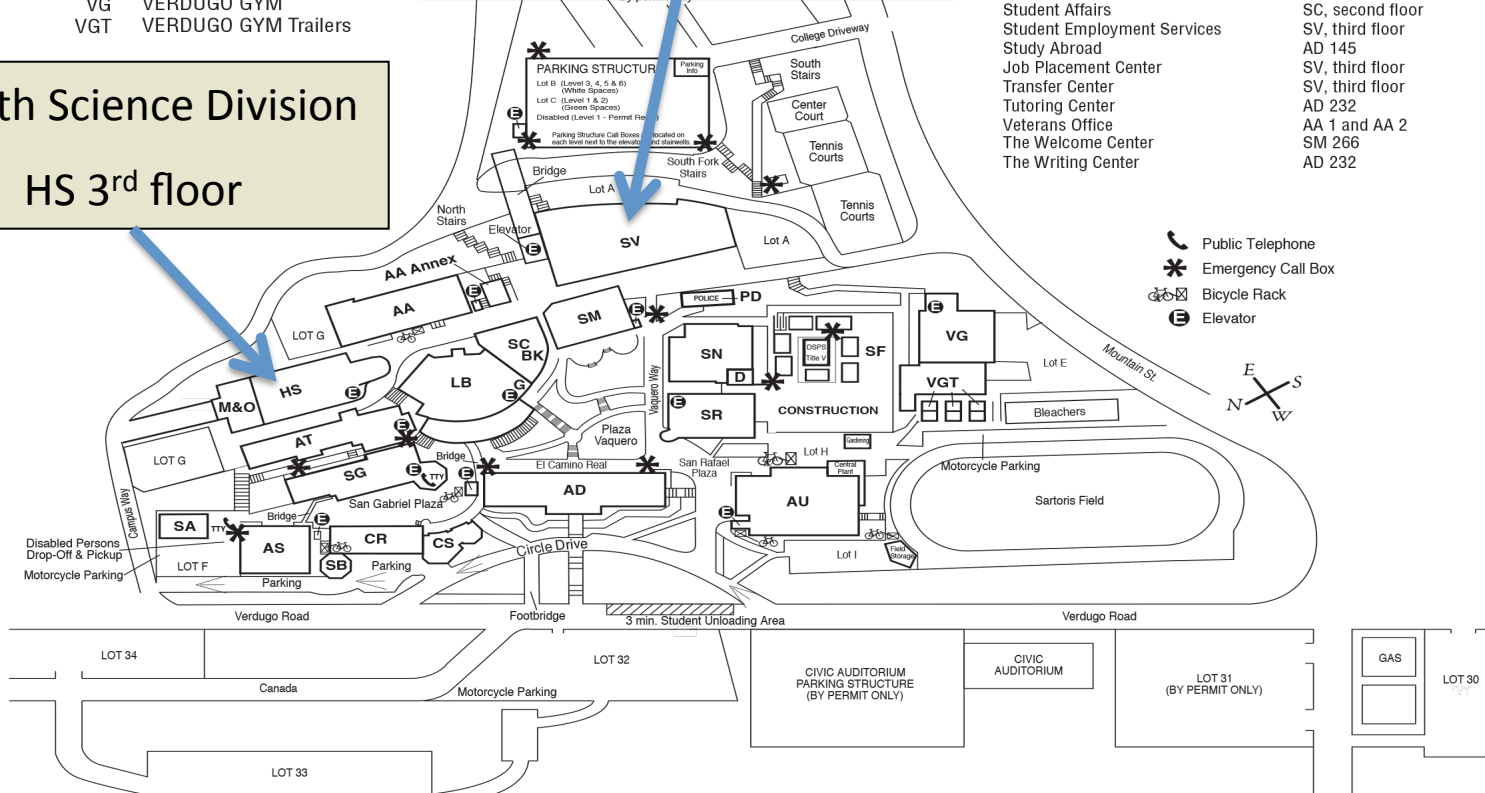 VG VERDUGO GYM
VGT VERDUGO GYM Trailers
th Science Division
HS 3rd floor
Student Affairs SC, second floor
Student Employment Services SV, third floor
Study Abroad AD 145
Job Placement Center SV, third floor
Transfer Center SV, third floor
Tutoring Center AD 232
Veterans Office AA 1 and AA 2
The Welcome Center SM 266
The Writing Center AD 232
Public Telephone
Emergency Call Box
Bicycle Rack
E Elevator
E
S
N
W
College Driveway
PARKING STRUCTUR
Parking
Info
Lot B (Level 3, 4, 5 & 6)
(White Spaces)
Lot C (Level 1 & 2)
(Green Spaces)
Disabled (Level 1 - Permit Re
Parking Structure Call Boxes located on
each level next to the elevator and stairwells.
E
South
Stairs
Center
Court
Tennis
Courts
Tennis
Courts
South Fork
Stairs
Bridge
Lot A
North
Stairs
Elevator
E
SV
Lot A
AA Annex
E
AA
LOT G
SM
E
POLICE
PD
SC
BK
LB
G
E
HS
E
M&O
AT
E
LOT G
SG
E
TTY
Bridge
E
San Gabriel Plaza
Campus Way
SA
TTY
AS
LOT F
Bridge
E
CR
SB
CS
Disabled Persons
Drop-Off & Pickup
Motorcycle Parking
Parking
Parking
Vaquero Way
SN
D
E
SR
DSPS
Title V
SF
CONSTRUCTION
E
VG
VGT
Lot E
Mountain St.
Bleachers
Motorcycle Parking
Sartoris Field
Plaza
Vaquero
El Camino Real
AD
San Rafael
Plaza
Gardening
Lot H
Central
Plant
AU
E
Lot I
Field
Storage
Circle Drive
Verdugo Road
Footbridge
3 min. Student Unloading Area
Verdugo Road
LOT 34
Canada
Motorcycle Parking
LOT 32
LOT 33
CIVIC AUDITORIUM
PARKING STRUCTURE
(BY PERMIT ONLY)
CIVIC
AUDITORIUM
LOT 31
(BY PERMIT ONLY)
GAS
LOT 30